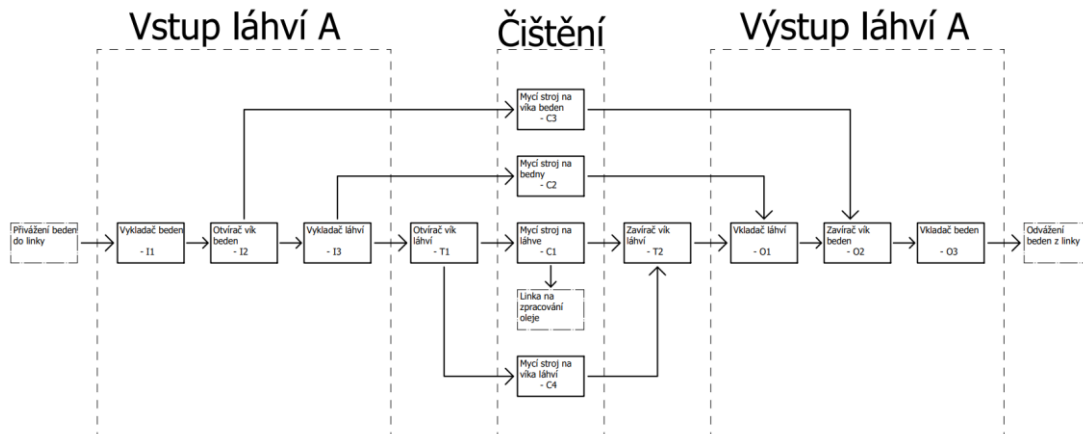 Vstup láhví A
Čištění
Výstup láhví A
Mycí stroj na
víka beden
- C3
Mycí stroj na
bedny
- C2
Přivážení beden
do linky
Vykladač beden
- I1
Otvírač vík
beden
- I2
Vykladač láhví
- I3
Otvírač vík
láhví
- T1
Mycí stroj na
láhve
- C1
Zavírač vík
láhví
- T2
Vkladač láhví
- O1
Zavírač vík
beden
- O2
Vkladač beden
- O3
Odvážení
beden z linky
Linka na
zpracování
oleje
Mycí stroj na
víka láhví
- C4